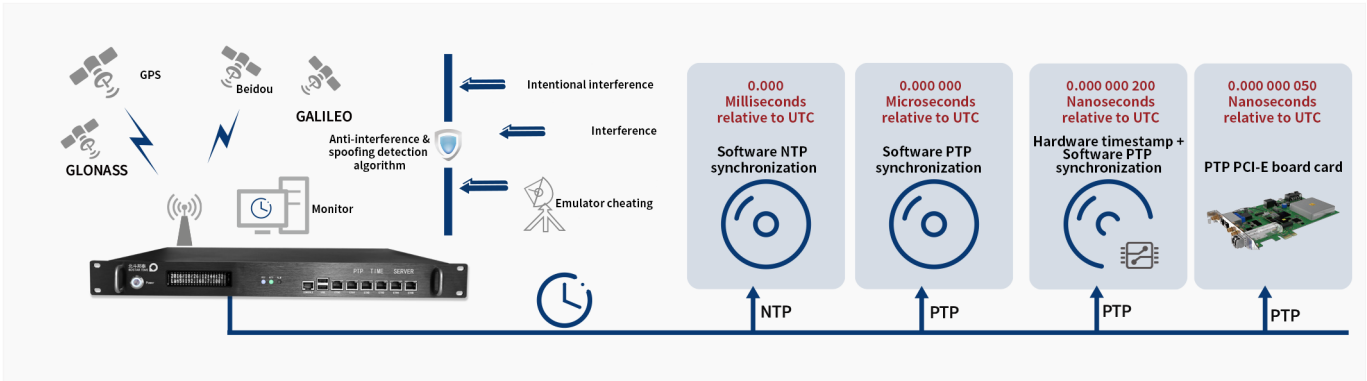 GPS
Beidou
GALILEO
GLONASS
Anti-interference &
spoofing detection
algorithm
Intentional interference
Interference
Emulator cheating
Monitor
PTP TIME SERVER
Power
0.000
Milliseconds
relative to UTC
Software NTP
synchronization
0.000 000
Microseconds
relative to UTC
Software PTP
synchronization
0.000 000 200
Nanoseconds
relative to UTC
Hardware timestamp +
Software PTP
synchronization
0.000 000 050
Nanoseconds
relative to UTC
PTP PCI-E board card
NTP
PTP
PTP
PTP